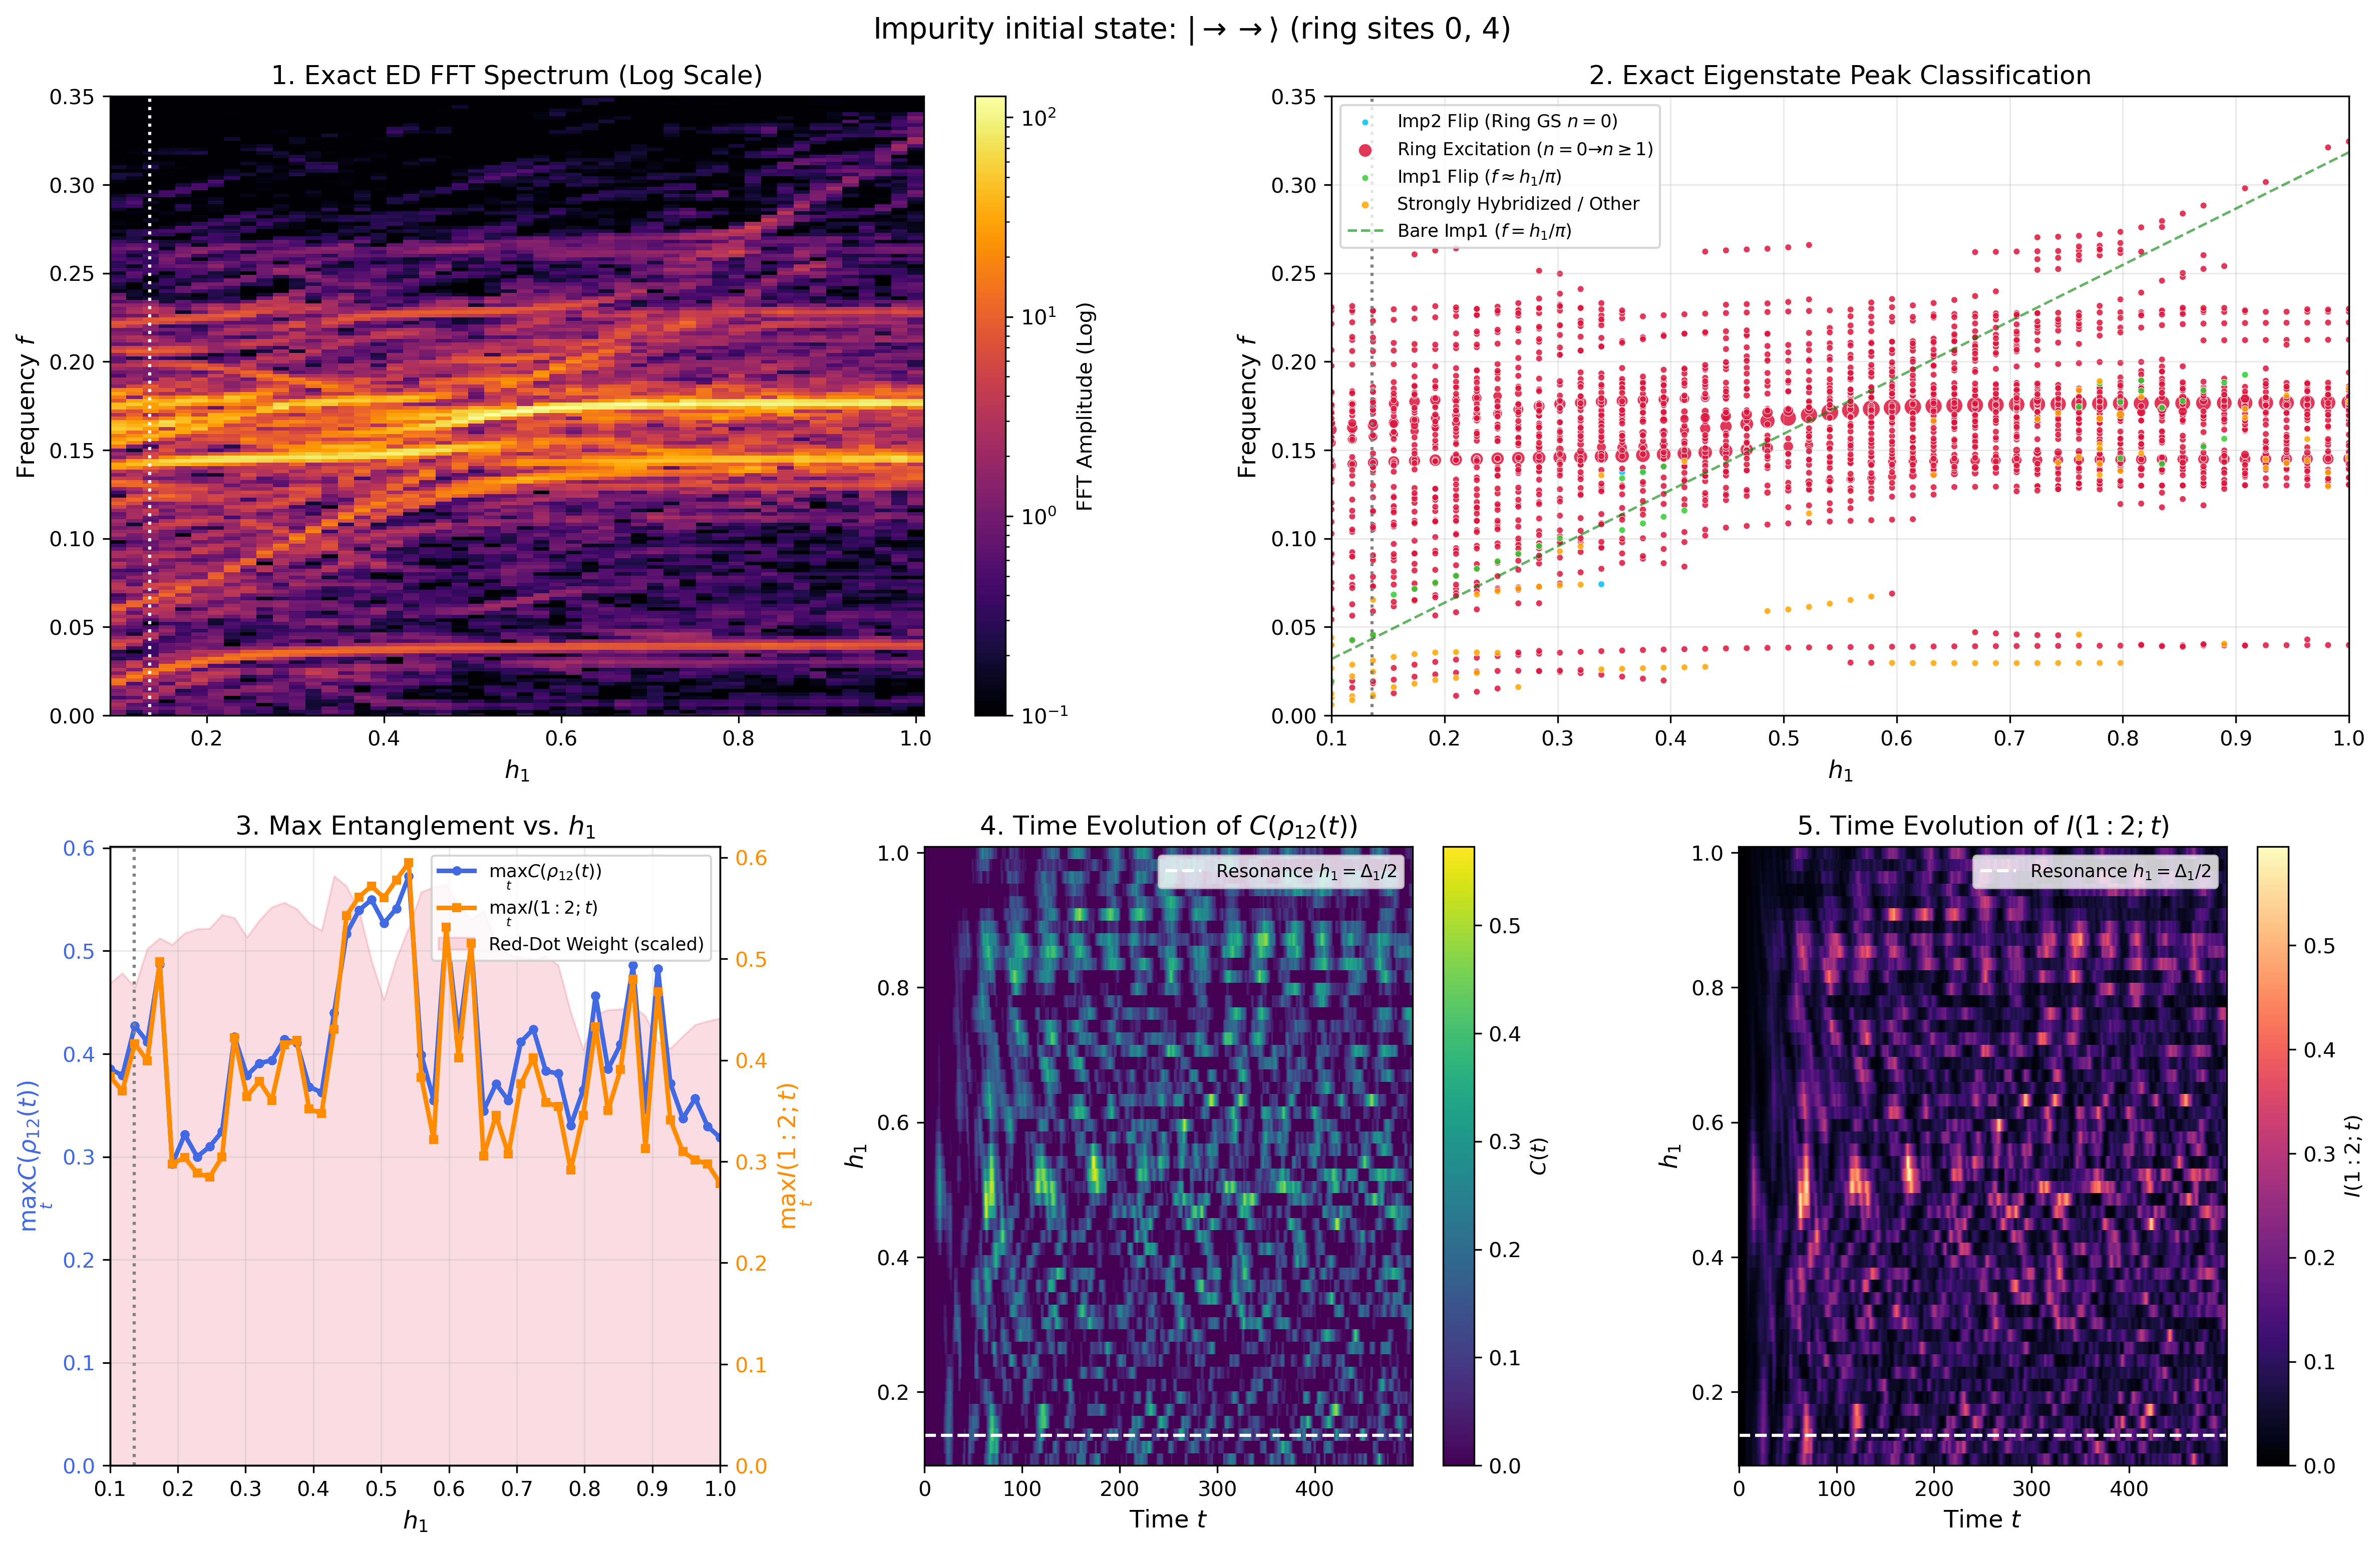 Impurity initial state: |→→⟩ (ring sites 0, 4)
1. Exact ED FFT Spectrum (Log Scale)
Frequency f
0.35
0.30
0.25
0.20
0.15
0.10
0.05
0.00
0.2
0.4
0.6
0.8
1.0
h₁
10²
10¹
10⁰
10⁻¹
FFT Amplitude (Log)
2. Exact Eigenstate Peak Classification
Imp2 Flip (Ring GS n = 0)
Ring Excitation (n = 0→n ≥ 1)
Imp1 Flip (f ≈ h₁/π)
Strongly Hybridized / Other
Bare Imp1 (f = h₁/π)
Frequency f
0.35
0.30
0.25
0.20
0.15
0.10
0.05
0.00
0.1
0.2
0.3
0.4
0.5
0.6
0.7
0.8
0.9
1.0
h₁
3. Max Entanglement vs. h₁
max C(ρ₁₂(t))
t
max I(1 : 2; t)
t
Red-Dot Weight (scaled)
max C(ρ₁₂(t))
t
0.6
0.5
0.4
0.3
0.2
0.1
0.0
0.1
0.2
0.3
0.4
0.5
0.6
0.7
0.8
0.9
1.0
h₁
0.6
0.5
0.4
0.3
0.2
0.1
0.0
max I(1 : 2; t)
t
4. Time Evolution of C(ρ₁₂(t))
Resonance h₁ = Δ₁/2
h₁
1.0
0.8
0.6
0.4
0.2
0
100
200
300
400
Time t
0.5
0.4
0.3
0.2
0.1
0.0
C(t)
5. Time Evolution of I(1 : 2; t)
Resonance h₁ = Δ₁/2
h₁
1.0
0.8
0.6
0.4
0.2
0
100
200
300
400
Time t
0.5
0.4
0.3
0.2
0.1
0.0
I(1 : 2; t)